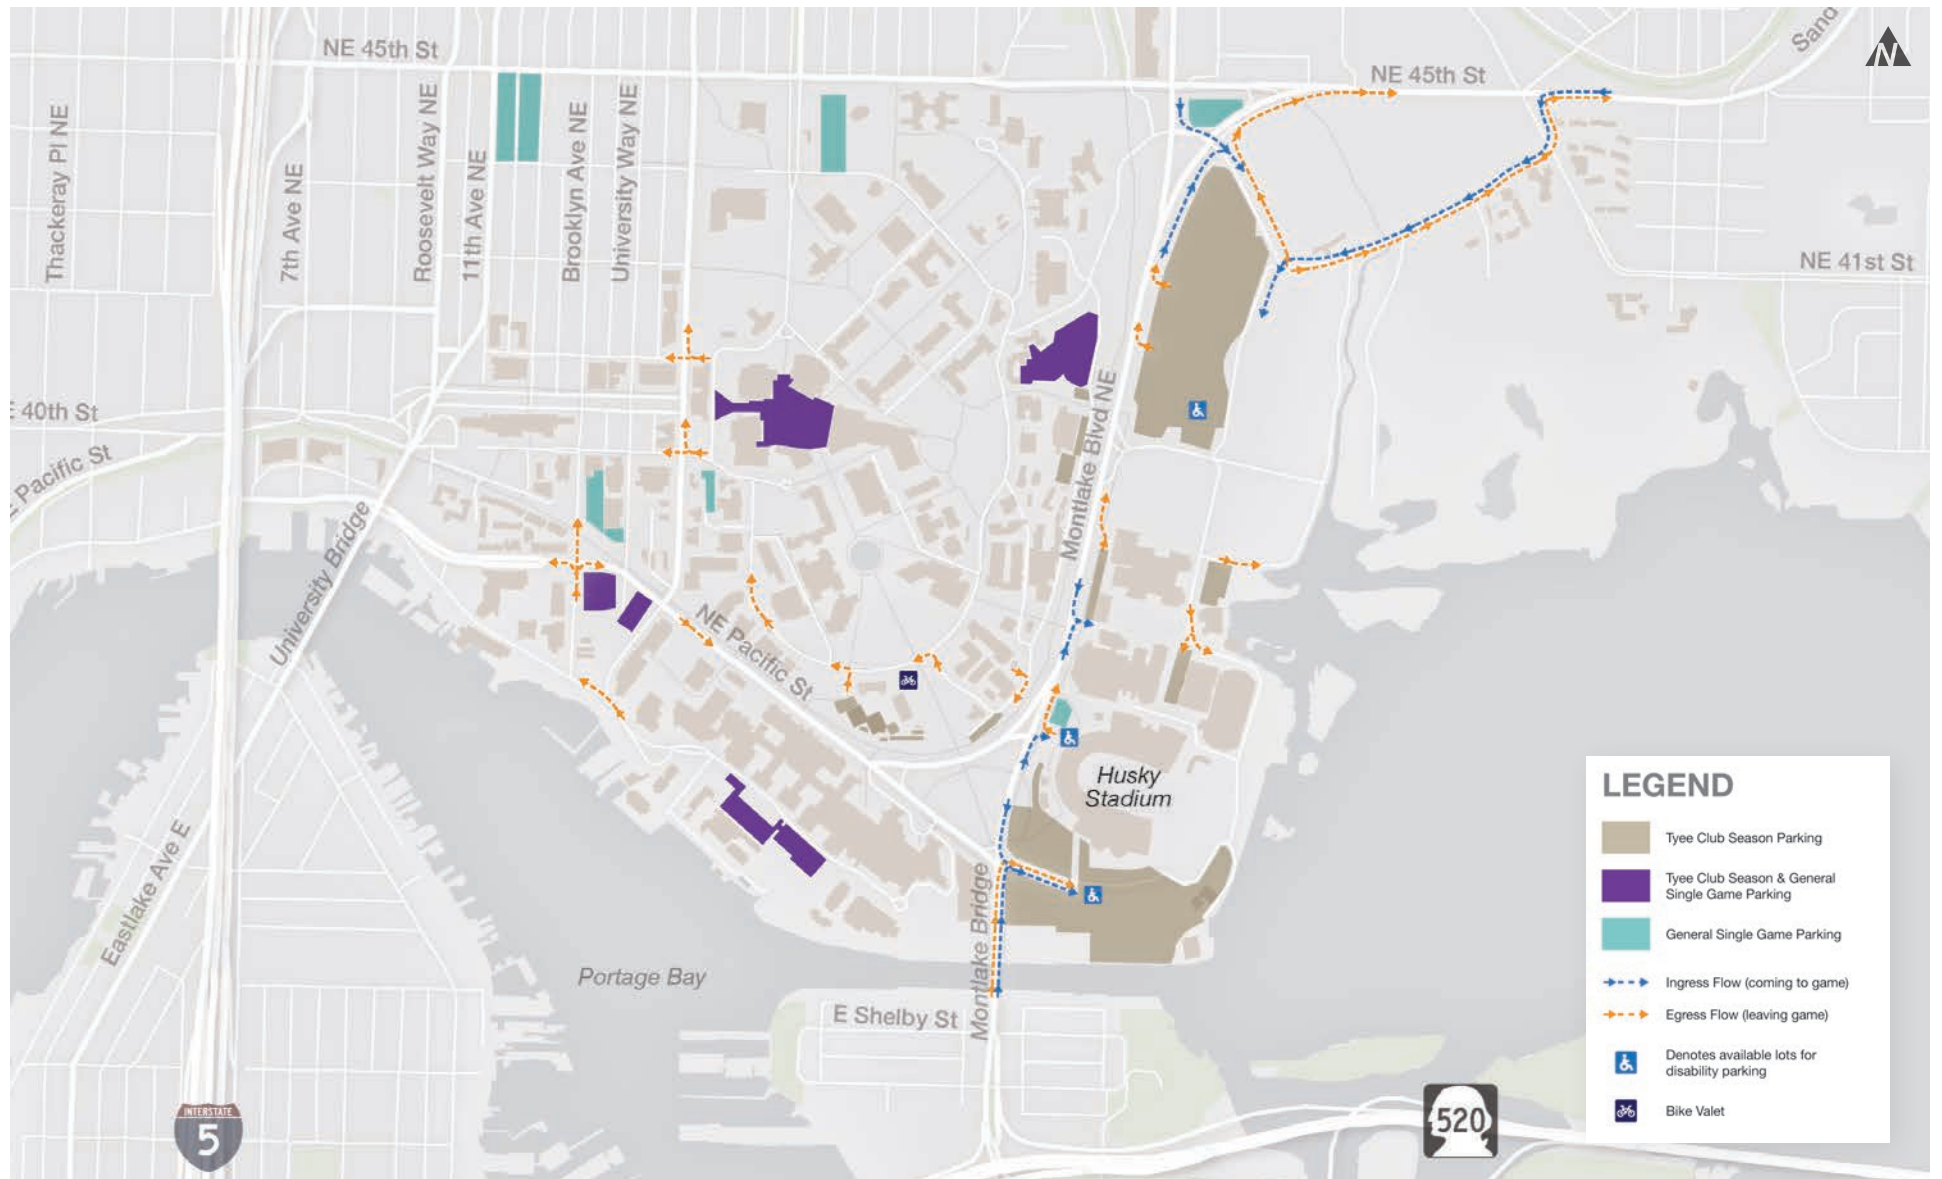 NE 45th St
NE 45th St
Sand
N
Thackeray Pl NE
7th Ave NE
Roosevelt Way NE
11th Ave NE
Brooklyn Ave NE
University Way NE
NE 41st St
E 40th St
E Pacific St
University Bridge
Montlake Blvd NE
NE Pacific St
Husky
Stadium
Eastlake Ave E
Portage Bay
Montlake Bridge
E Shelby St
INTERSTATE
5
520
LEGEND
Tyee Club Season Parking
Tyee Club Season & General
Single Game Parking
General Single Game Parking
Ingress Flow (coming to game)
Egress Flow (leaving game)
Denotes available lots for
disability parking
Bike Valet